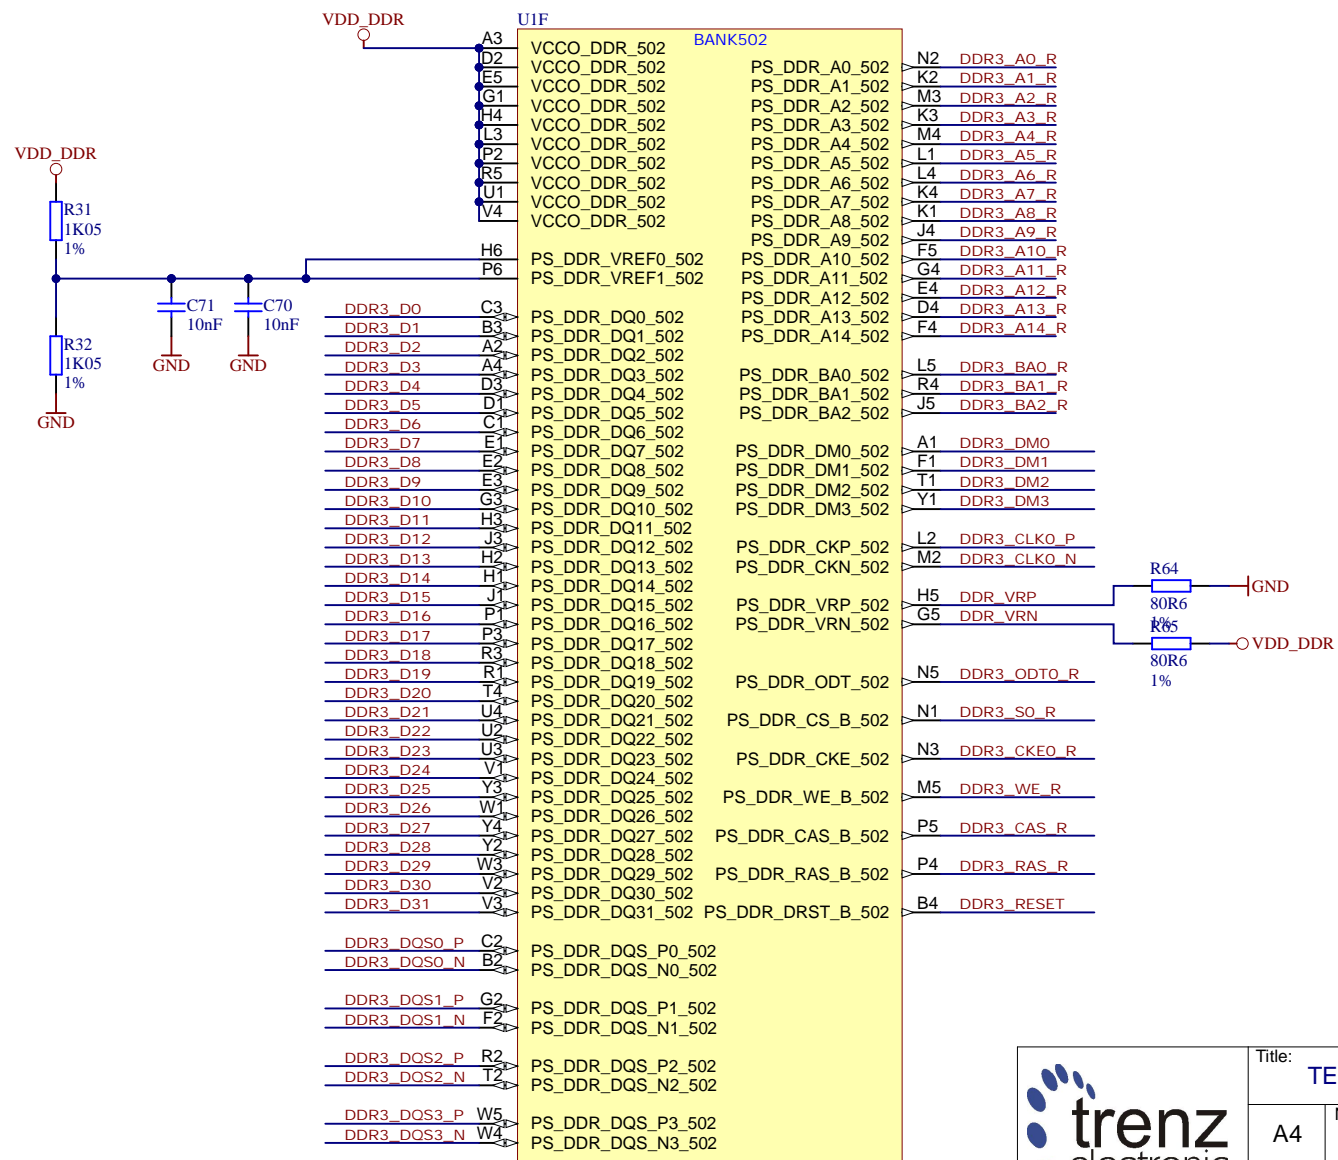 VDD_DDR
U1F
BANK502
A3 VCCO_DDR_502
D2 VCCO_DDR_502
E5 VCCO_DDR_502
G1 VCCO_DDR_502
H4 VCCO_DDR_502
L3 VCCO_DDR_502
P2 VCCO_DDR_502
R5 VCCO_DDR_502
U1 VCCO_DDR_502
V4 VCCO_DDR_502
H6 PS_DDR_VREF0_502
P6 PS_DDR_VREF1_502
VDD_DDR
R31
1K05
1%
C71
10nF
GND
C70
10nF
GND
R32
1K05
1%
GND
DDR3_D0 C3 PS_DDR_DQ0_502
DDR3_D1 B3 PS_DDR_DQ1_502
DDR3_D2 A2 PS_DDR_DQ2_502
DDR3_D3 A4 PS_DDR_DQ3_502
DDR3_D4 D3 PS_DDR_DQ4_502
DDR3_D5 D1 PS_DDR_DQ5_502
DDR3_D6 C1 PS_DDR_DQ6_502
DDR3_D7 E1 PS_DDR_DQ7_502
DDR3_D8 E2 PS_DDR_DQ8_502
DDR3_D9 E3 PS_DDR_DQ9_502
DDR3_D10 G3 PS_DDR_DQ10_502
DDR3_D11 H3 PS_DDR_DQ11_502
DDR3_D12 J3 PS_DDR_DQ12_502
DDR3_D13 H2 PS_DDR_DQ13_502
DDR3_D14 H1 PS_DDR_DQ14_502
DDR3_D15 J1 PS_DDR_DQ15_502
DDR3_D16 P1 PS_DDR_DQ16_502
DDR3_D17 P3 PS_DDR_DQ17_502
DDR3_D18 R3 PS_DDR_DQ18_502
DDR3_D19 R1 PS_DDR_DQ19_502
DDR3_D20 T4 PS_DDR_DQ20_502
DDR3_D21 U4 PS_DDR_DQ21_502
DDR3_D22 U2 PS_DDR_DQ22_502
DDR3_D23 U3 PS_DDR_DQ23_502
DDR3_D24 V1 PS_DDR_DQ24_502
DDR3_D25 Y3 PS_DDR_DQ25_502
DDR3_D26 W1 PS_DDR_DQ26_502
DDR3_D27 Y4 PS_DDR_DQ27_502
DDR3_D28 Y2 PS_DDR_DQ28_502
DDR3_D29 W3 PS_DDR_DQ29_502
DDR3_D30 V2 PS_DDR_DQ30_502
DDR3_D31 V3 PS_DDR_DQ31_502
DDR3_DQS0_P C2 PS_DDR_DQS_P0_502
DDR3_DQS0_N B2 PS_DDR_DQS_N0_502
DDR3_DQS1_P G2 PS_DDR_DQS_P1_502
DDR3_DQS1_N F2 PS_DDR_DQS_N1_502
DDR3_DQS2_P R2 PS_DDR_DQS_P2_502
DDR3_DQS2_N T2 PS_DDR_DQS_N2_502
DDR3_DQS3_P W5 PS_DDR_DQS_P3_502
DDR3_DQS3_N W4 PS_DDR_DQS_N3_502
PS_DDR_A0_502 N2 DDR3_A0_R
PS_DDR_A1_502 K2 DDR3_A1_R
PS_DDR_A2_502 M3 DDR3_A2_R
PS_DDR_A3_502 K3 DDR3_A3_R
PS_DDR_A4_502 M4 DDR3_A4_R
PS_DDR_A5_502 L1 DDR3_A5_R
PS_DDR_A6_502 L4 DDR3_A6_R
PS_DDR_A7_502 K4 DDR3_A7_R
PS_DDR_A8_502 K1 DDR3_A8_R
PS_DDR_A9_502 J4 DDR3_A9_R
PS_DDR_A10_502 F5 DDR3_A10_R
PS_DDR_A11_502 G4 DDR3_A11_R
PS_DDR_A12_502 E4 DDR3_A12_R
PS_DDR_A13_502 D4 DDR3_A13_R
PS_DDR_A14_502 F4 DDR3_A14_R
PS_DDR_BA0_502 L5 DDR3_BA0_R
PS_DDR_BA1_502 R4 DDR3_BA1_R
PS_DDR_BA2_502 J5 DDR3_BA2_R
PS_DDR_DM0_502 A1 DDR3_DM0
PS_DDR_DM1_502 F1 DDR3_DM1
PS_DDR_DM2_502 T1 DDR3_DM2
PS_DDR_DM3_502 Y1 DDR3_DM3
PS_DDR_CKP_502 L2 DDR3_CLK0_P
PS_DDR_CKN_502 M2 DDR3_CLK0_N
PS_DDR_VRP_502 H5 DDR_VRP
PS_DDR_VRN_502 G5 DDR_VRN
R64
80R6
1%
GND
R65
80R6
1%
VDD_DDR
PS_DDR_ODT_502 N5 DDR3_ODT0_R
PS_DDR_CS_B_502 N1 DDR3_S0_R
PS_DDR_CKE_502 N3 DDR3_CKE0_R
PS_DDR_WE_B_502 M5 DDR3_WE_R
PS_DDR_CAS_B_502 P5 DDR3_CAS_R
PS_DDR_RAS_B_502 P4 DDR3_RAS_R
PS_DDR_DRST_B_502 B4 DDR3_RESET
trenz
electronic
Title:
TE
A4